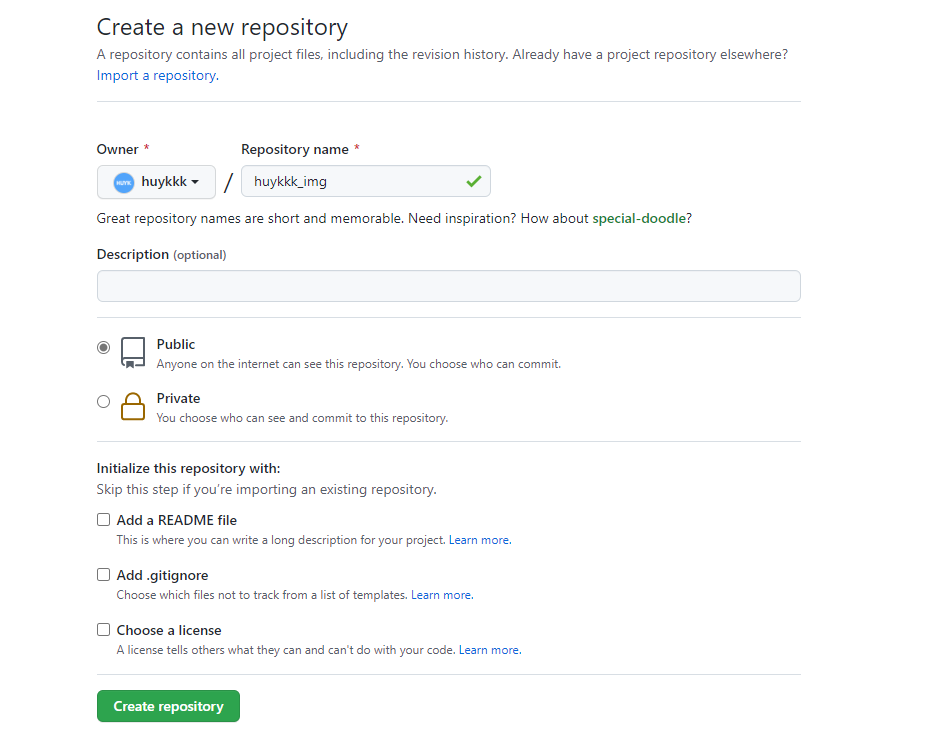 Create a new repository
A repository contains all project files, including the revision history. Already have a project repository elsewhere?
Import a repository.
Owner *
Repository name *
HUYK
huykkk
/
huykkk_img
Great repository names are short and memorable. Need inspiration? How about special-doodle?
Description (optional)
Public
Anyone on the internet can see this repository. You choose who can commit.
Private
You choose who can see and commit to this repository.
Initialize this repository with:
Skip this step if you're importing an existing repository.
Add a README file
This is where you can write a long description for your project. Learn more.
Add .gitignore
Choose which files not to track from a list of templates. Learn more.
Choose a license
A license tells others what they can and can't do with your code. Learn more.
Create repository